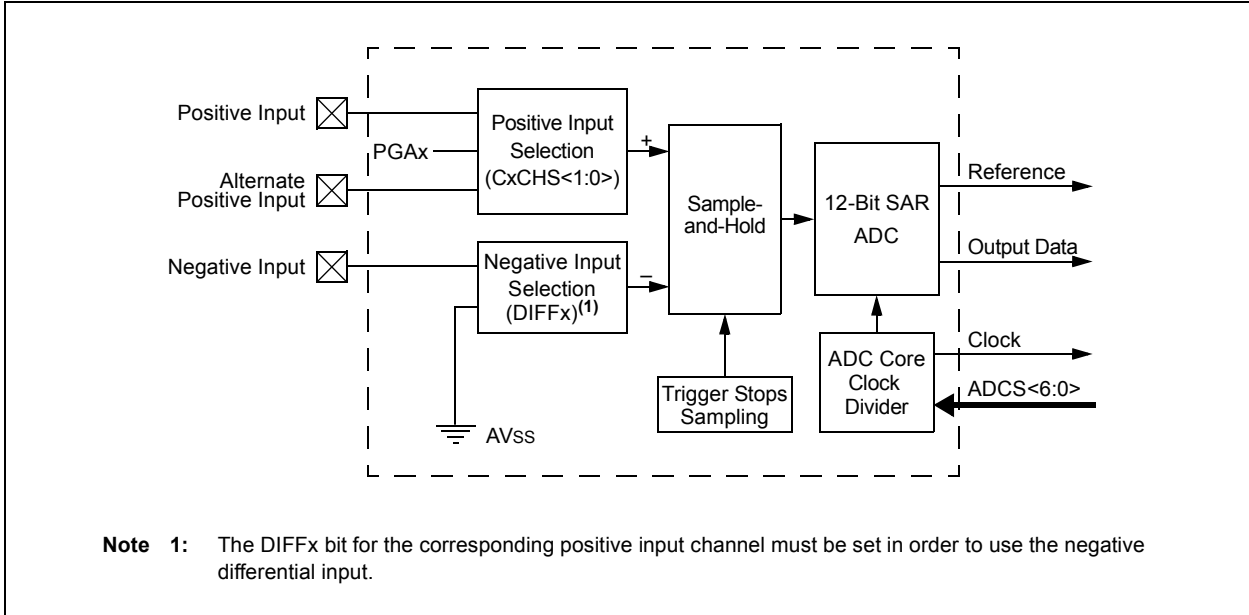 Positive Input
PGAx
Alternate
Positive Input
Negative Input
Positive Input
Selection
(CxCHS<1:0>)
+
Negative Input
Selection
(DIFFx)(1)
–
AVSS
Sample-
and-Hold
Trigger Stops
Sampling
12-Bit SAR
ADC
ADC Core
Clock
Divider
Reference
Output Data
Clock
ADCS<6:0>
Note 1: The DIFFx bit for the corresponding positive input channel must be set in order to use the negative
differential input.